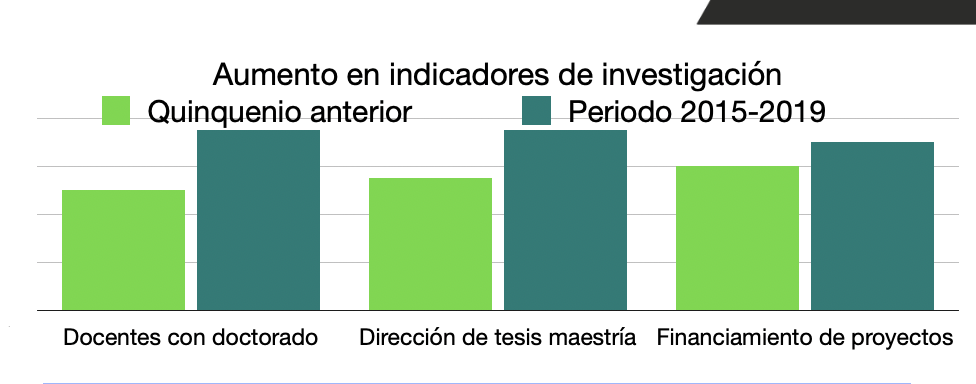 Aumento en indicadores de investigación
Quinquenio anterior Periodo 2015-2019
Docentes con doctorado Dirección de tesis maestría Financiamiento de proyectos